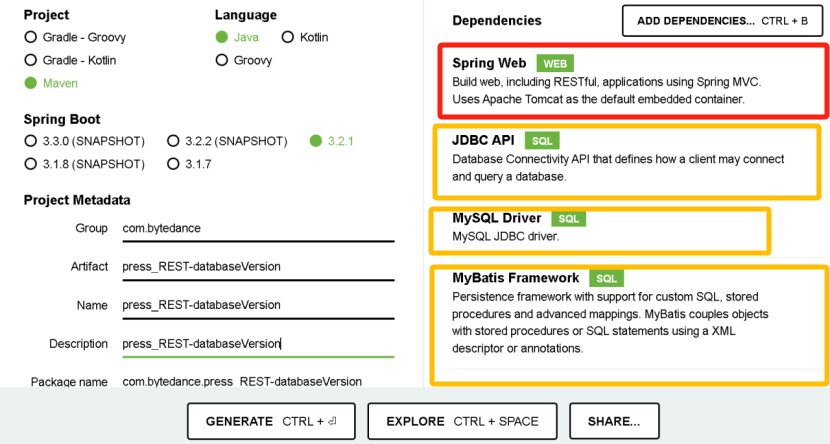 Project
Gradle - Groovy
Gradle - Kotlin
Maven
Language
Java Kotlin
Groovy
Spring Boot
3.3.0 (SNAPSHOT) 3.2.2 (SNAPSHOT) 3.2.1
3.1.8 (SNAPSHOT) 3.1.7
Project Metadata
Group com.bytedance
Artifact press_REST-databaseVersion
Name press_REST-databaseVersion
Description press_REST-databaseVersion
Package name com.bytedance.press_REST-databaseVersion
Dependencies ADD DEPENDENCIES... CTRL + B
Spring Web WEB
Build web, including RESTful, applications using Spring MVC.
Uses Apache Tomcat as the default embedded container.
JDBC API SQL
Database Connectivity API that defines how a client may connect
and query a database.
MySQL Driver SQL
MySQL JDBC driver.
MyBatis Framework SQL
Persistence framework with support for custom SQL, stored
procedures and advanced mappings. MyBatis couples objects
with stored procedures or SQL statements using a XML
descriptor or annotations.
GENERATE CTRL + ⏎ EXPLORE CTRL + SPACE SHARE...